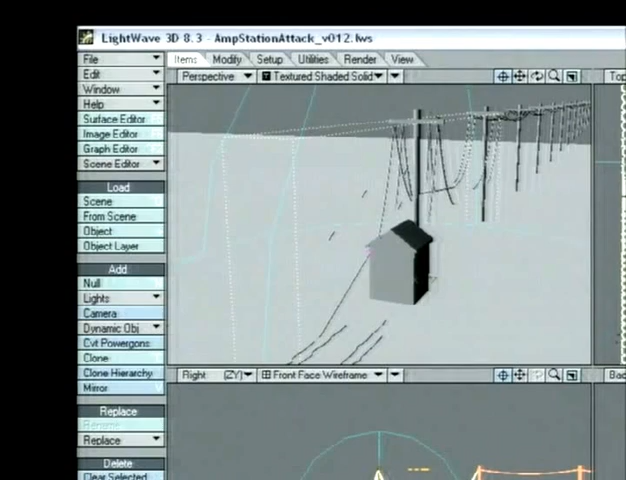 LightWave 3D 8.3 - AmpStationAttack_v012.lws
File
Items Modify Setup Utilities Render View
Edit
Perspective Textured Shaded Solid Top
Window
Help
Surface Editor
Image Editor
Graph Editor
Scene Editor
Load
Scene
From Scene
Object
Object Layer
Add
Null
Lights
Camera
Dynamic Obj
Cvt Powergons
Clone
Clone Hierarchy
Right (ZY) Front Face Wireframe
Mirror
Replace
Rename
Replace
Delete
Clear Selected